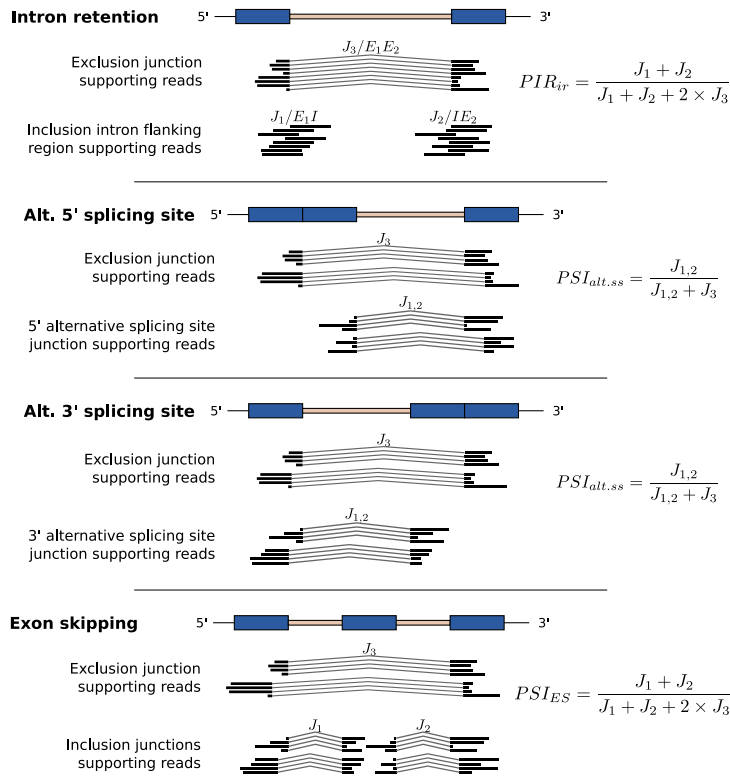 Intron retention 5' 3'
J3/E1E2
Exclusion junction
supporting reads
PIR_ir = (J1 + J2) / (J1 + J2 + 2 × J3)
J1/E1I J2/IE2
Inclusion intron flanking
region supporting reads
Alt. 5' splicing site 5' 3'
J3
Exclusion junction
supporting reads
PSI_alt.ss = J1,2 / (J1,2 + J3)
J1,2
5' alternative splicing site
junction supporting reads
Alt. 3' splicing site 5' 3'
J3
Exclusion junction
supporting reads
PSI_alt.ss = J1,2 / (J1,2 + J3)
J1,2
3' alternative splicing site
junction supporting reads
Exon skipping 5' 3'
J3
Exclusion junction
supporting reads
PSI_ES = (J1 + J2) / (J1 + J2 + 2 × J3)
J1 J2
Inclusion junctions
supporting reads